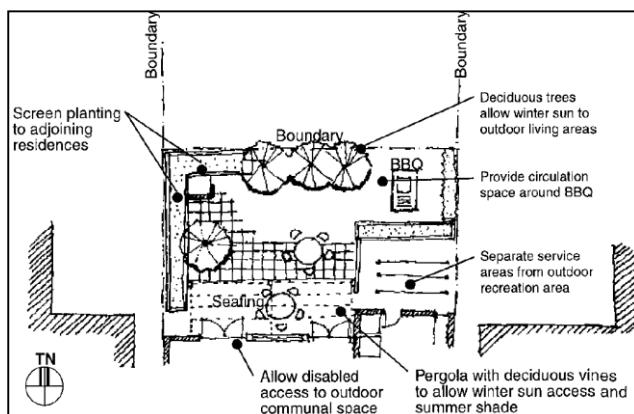 Boundary
Boundary
Deciduous trees
allow winter sun to
outdoor living areas
Screen planting
to adjoining
residences
Boundary
BBQ
Provide circulation
space around BBQ
Separate service
areas from outdoor
recreation area
Seating
TN
Allow disabled
access to outdoor
communal space
Pergola with deciduous vines
to allow winter sun access and
summer shade